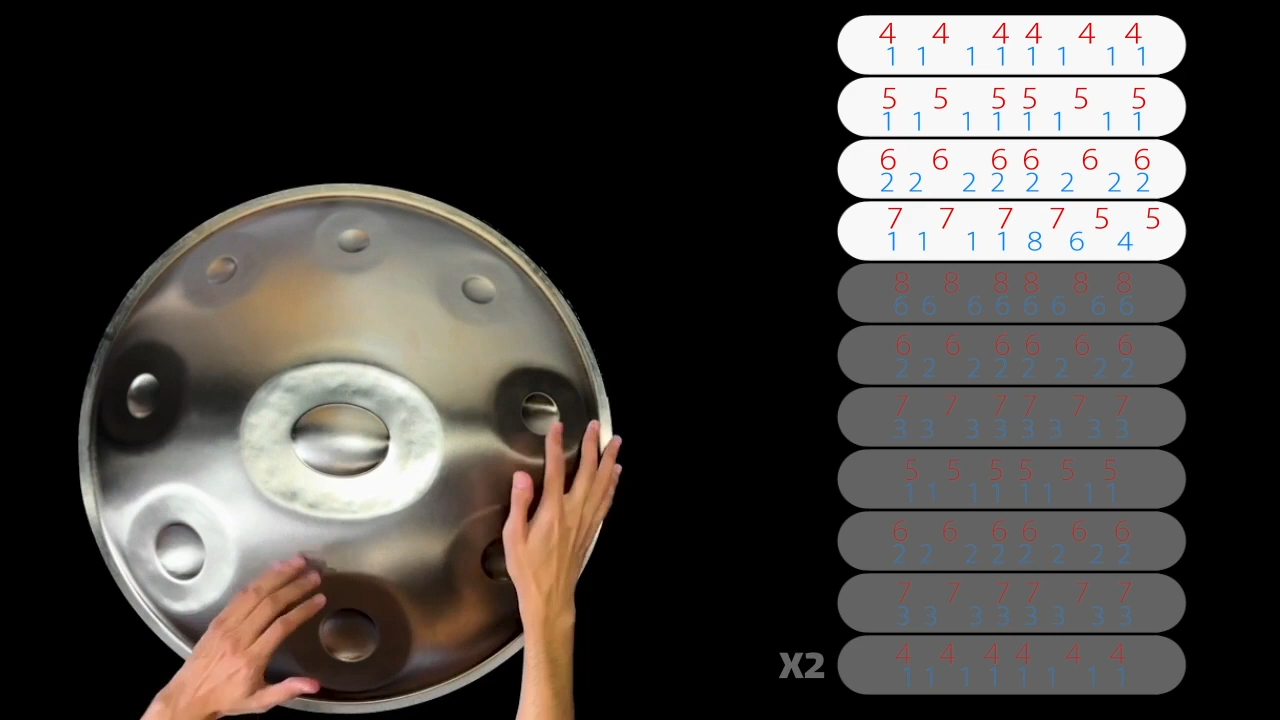 4 4 4 4 4 4
1 1 1 1 1 1 1 1
5 5 5 5 5 5
1 1 1 1 1 1 1 1
6 6 6 6 6 6
2 2 2 2 2 2 2 2
7 7 7 7 5 5
1 1 1 1 8 6 4
8 8 8 8 8 8
6 6 6 6 6 6 6 6
6 6 6 6 6 6
2 2 2 2 2 2 2 2
7 7 7 7 7 7
3 3 3 3 3 3 3 3
5 5 5 5 5 5
1 1 1 1 1 1 1 1
6 6 6 6 6 6
2 2 2 2 2 2 2 2
7 7 7 7 7 7
3 3 3 3 3 3 3 3
4 4 4 4 4 4
X2 1 1 1 1 1 1 1 1